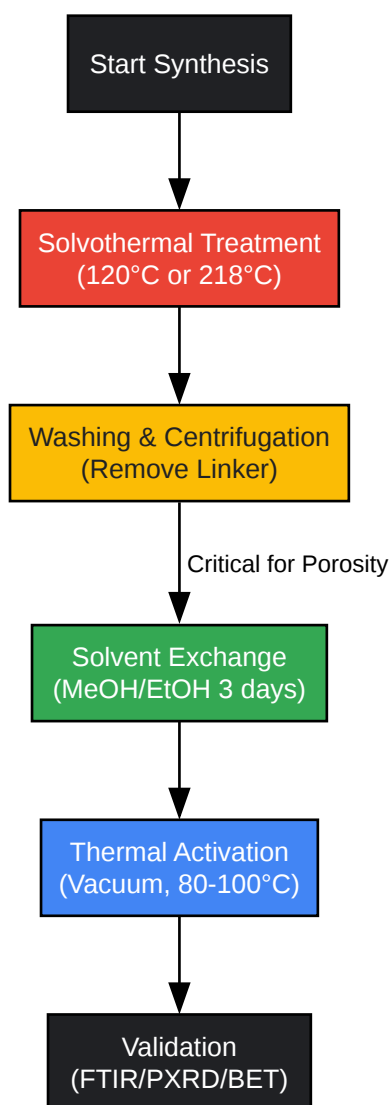 Start Synthesis
Solvothermal Treatment
(120°C or 218°C)
Washing & Centrifugation
(Remove Linker)
Critical for Porosity
Solvent Exchange
(MeOH/EtOH 3 days)
Thermal Activation
(Vacuum, 80-100°C)
Validation
(FTIR/PXRD/BET)